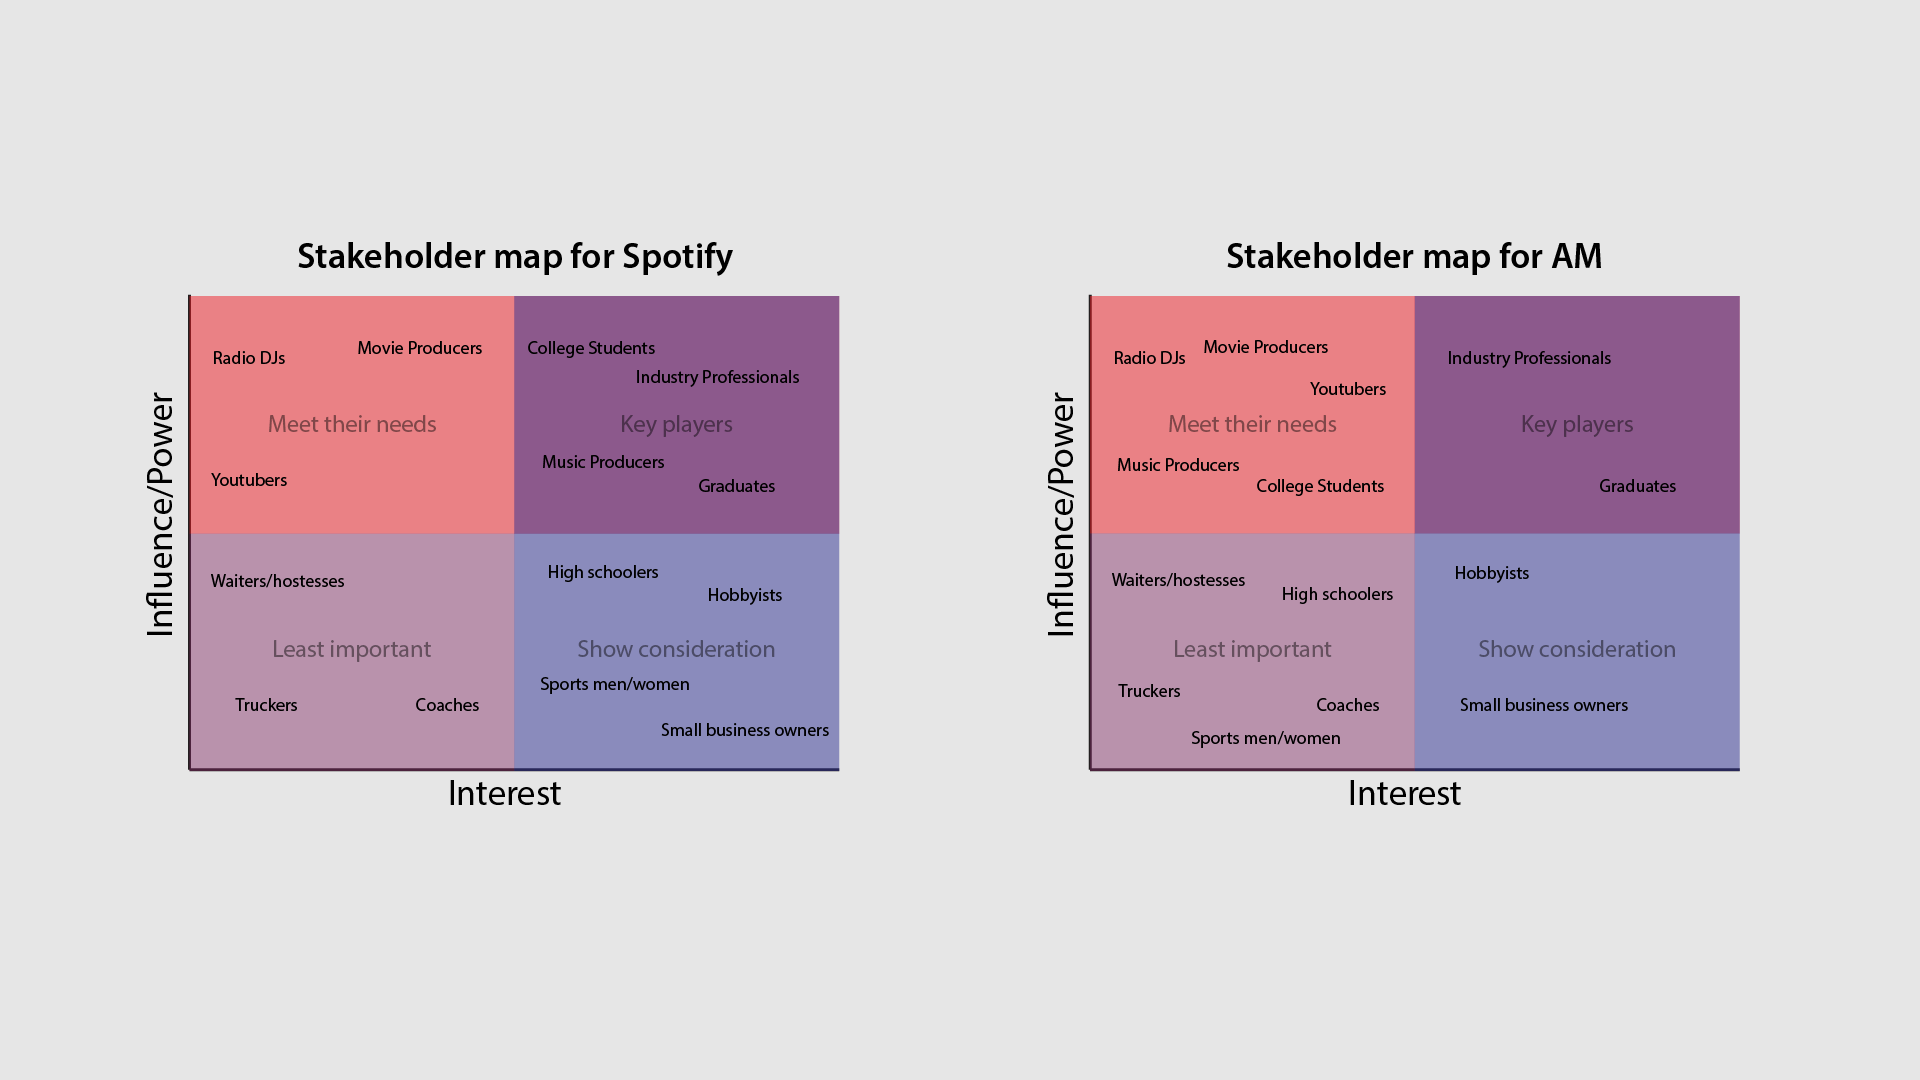 Stakeholder map for Spotify
Influence/Power
Radio DJs
Movie Producers
Meet their needs
Youtubers
College Students
Industry Professionals
Key players
Music Producers
Graduates
Waiters/hostesses
Least important
Truckers
Coaches
High schoolers
Hobbyists
Show consideration
Sports men/women
Small business owners
Interest
Stakeholder map for AM
Influence/Power
Radio DJs
Movie Producers
Youtubers
Meet their needs
Music Producers
College Students
Industry Professionals
Key players
Graduates
Waiters/hostesses
High schoolers
Least important
Truckers
Coaches
Sports men/women
Hobbyists
Show consideration
Small business owners
Interest